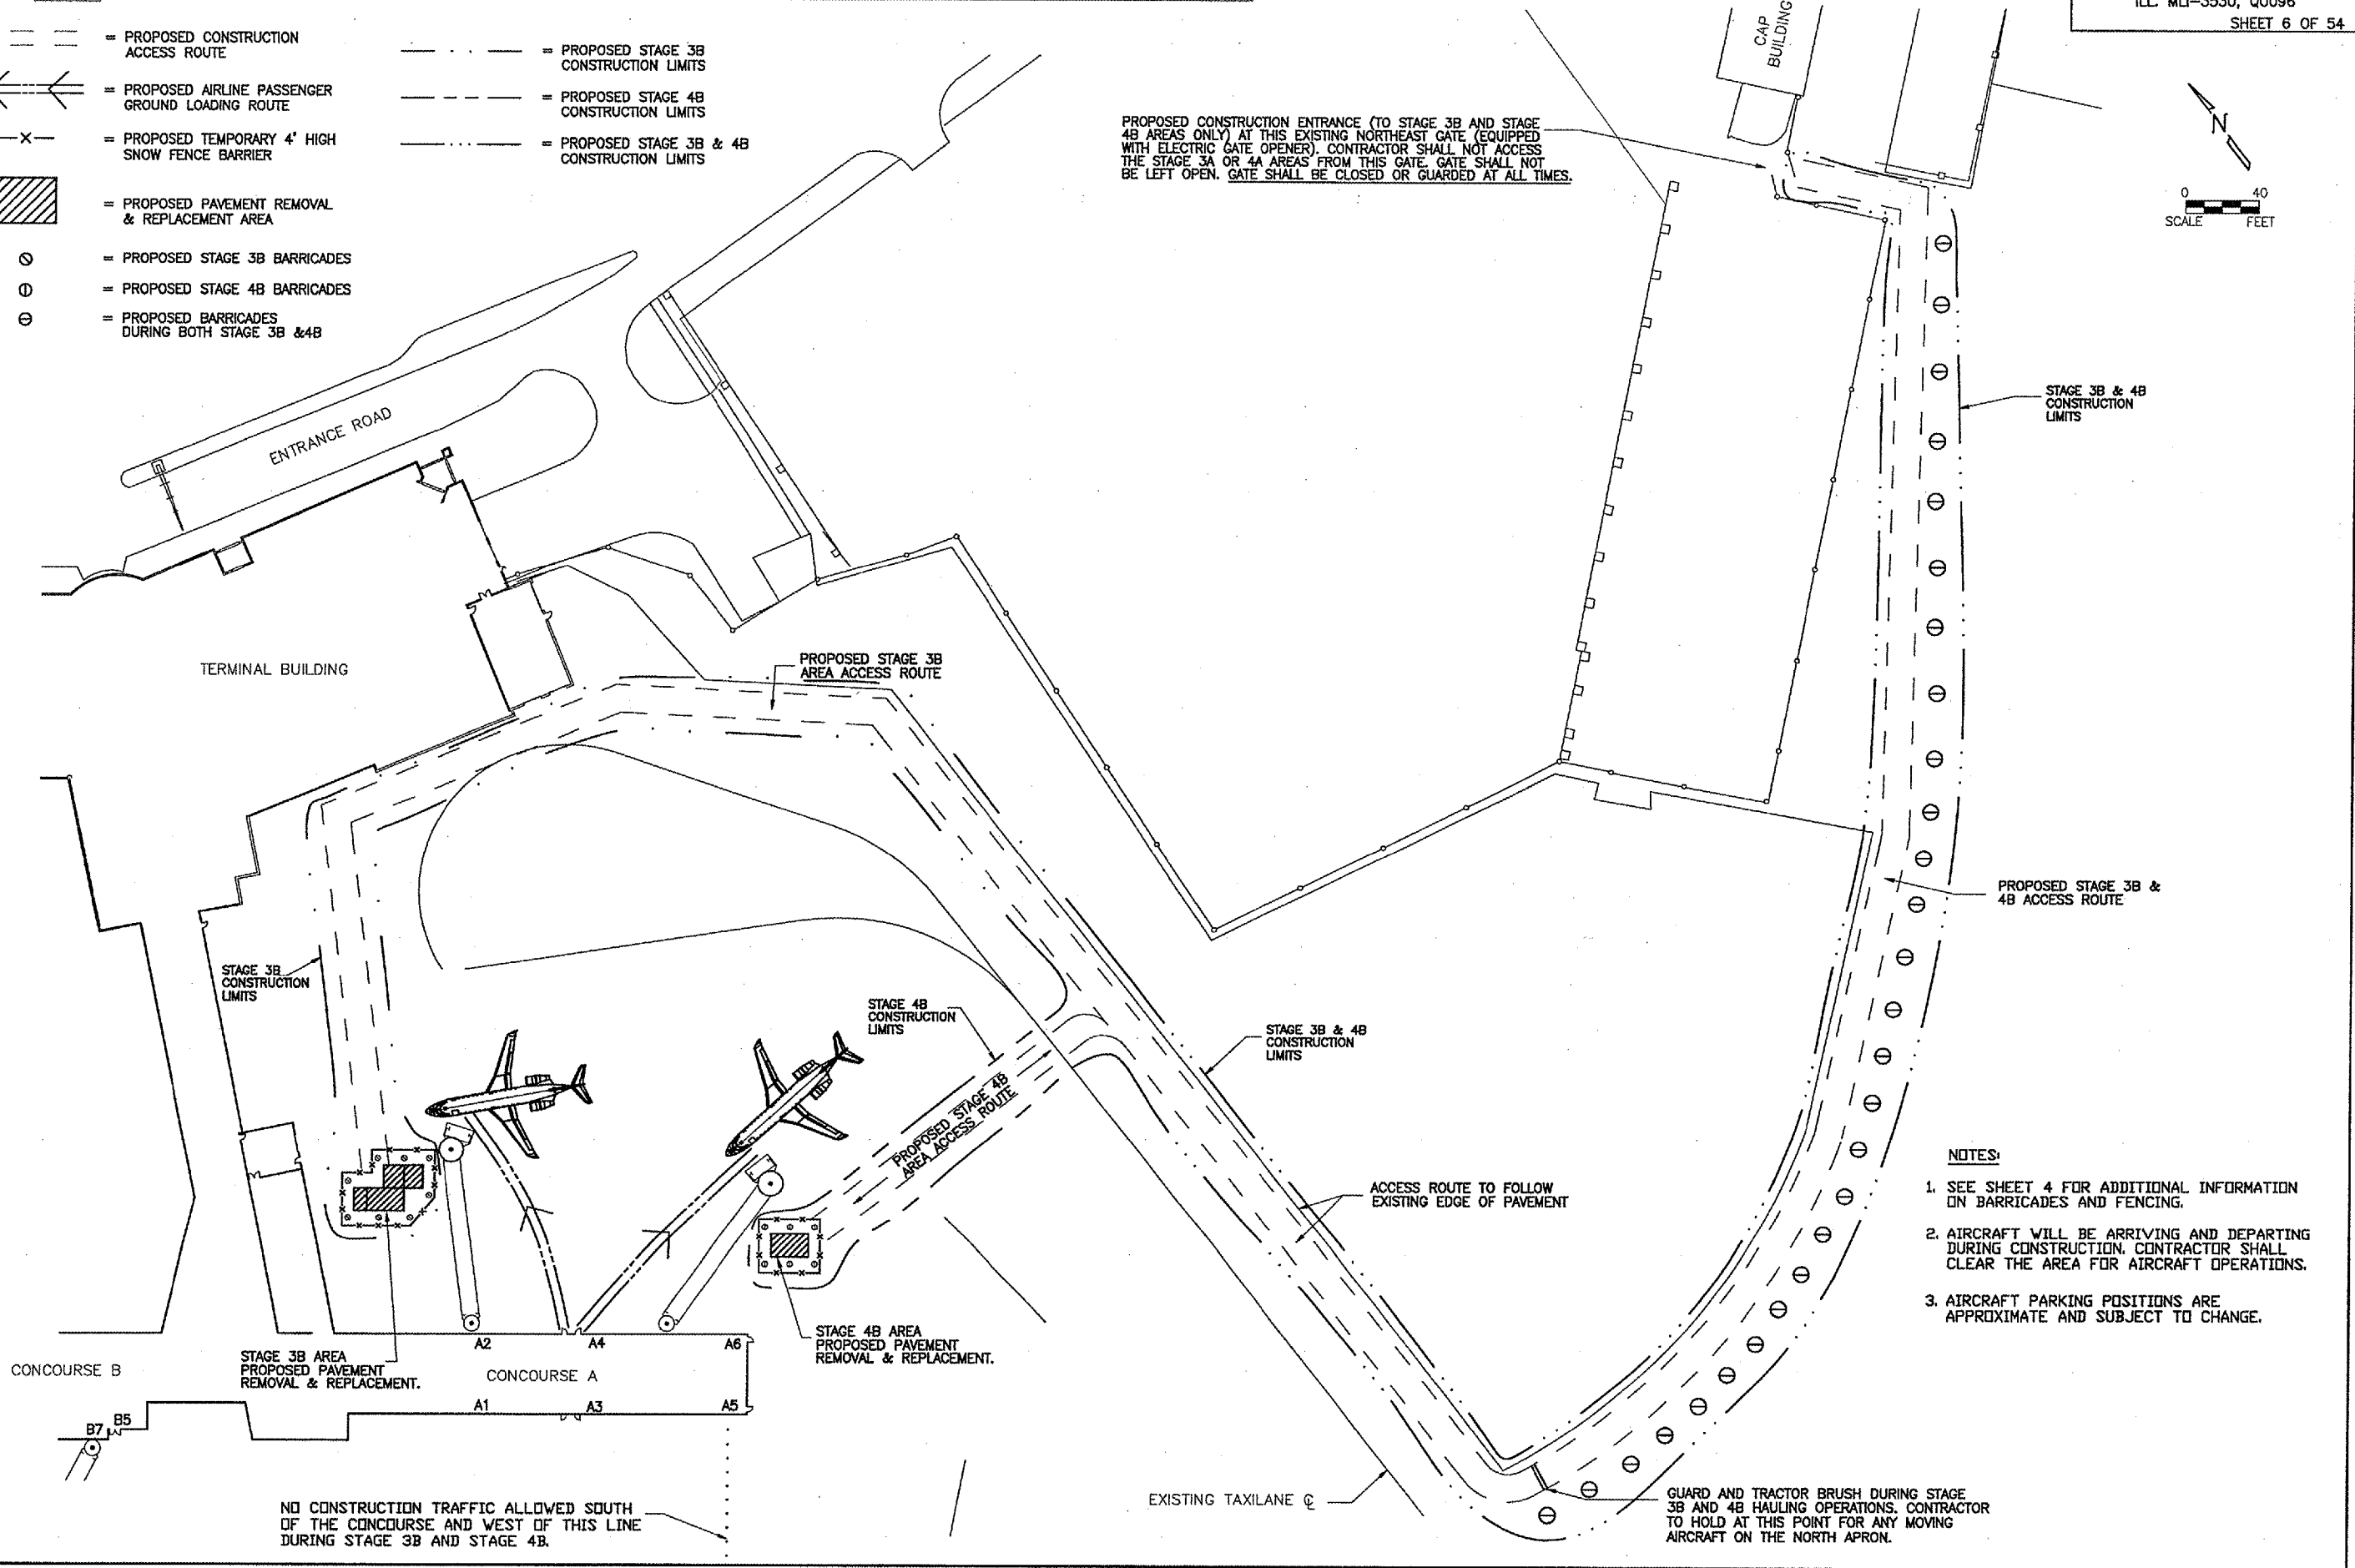 ILL. MLI-3530, Q0096
SHEET 6 OF 54
= PROPOSED CONSTRUCTION
ACCESS ROUTE
= PROPOSED AIRLINE PASSENGER
GROUND LOADING ROUTE
= PROPOSED TEMPORARY 4' HIGH
SNOW FENCE BARRIER
= PROPOSED PAVEMENT REMOVAL
& REPLACEMENT AREA
= PROPOSED STAGE 3B BARRICADES
= PROPOSED STAGE 4B BARRICADES
= PROPOSED BARRICADES
DURING BOTH STAGE 3B &4B
= PROPOSED STAGE 3B
CONSTRUCTION LIMITS
= PROPOSED STAGE 4B
CONSTRUCTION LIMITS
= PROPOSED STAGE 3B & 4B
CONSTRUCTION LIMITS
PROPOSED CONSTRUCTION ENTRANCE (TO STAGE 3B AND STAGE
4B AREAS ONLY) AT THIS EXISTING NORTHEAST GATE (EQUIPPED
WITH ELECTRIC GATE OPENER). CONTRACTOR SHALL NOT ACCESS
THE STAGE 3A OR 4A AREAS FROM THIS GATE. GATE SHALL NOT
BE LEFT OPEN. GATE SHALL BE CLOSED OR GUARDED AT ALL TIMES.
CAP
BUILDING
N
0 40
SCALE FEET
STAGE 3B & 4B
CONSTRUCTION
LIMITS
ENTRANCE ROAD
TERMINAL BUILDING
PROPOSED STAGE 3B
AREA ACCESS ROUTE
PROPOSED STAGE 3B &
4B ACCESS ROUTE
STAGE 3B
CONSTRUCTION
LIMITS
STAGE 4B
CONSTRUCTION
LIMITS
STAGE 3B & 4B
CONSTRUCTION
LIMITS
PROPOSED STAGE 4B
AREA ACCESS ROUTE
ACCESS ROUTE TO FOLLOW
EXISTING EDGE OF PAVEMENT
NOTES:
1. SEE SHEET 4 FOR ADDITIONAL INFORMATION
ON BARRICADES AND FENCING.
2. AIRCRAFT WILL BE ARRIVING AND DEPARTING
DURING CONSTRUCTION. CONTRACTOR SHALL
CLEAR THE AREA FOR AIRCRAFT OPERATIONS.
3. AIRCRAFT PARKING POSITIONS ARE
APPROXIMATE AND SUBJECT TO CHANGE.
STAGE 3B AREA
PROPOSED PAVEMENT
REMOVAL & REPLACEMENT.
STAGE 4B AREA
PROPOSED PAVEMENT
REMOVAL & REPLACEMENT.
A2
A4
A6
CONCOURSE B
CONCOURSE A
A1
A3
A5
B7
B5
NO CONSTRUCTION TRAFFIC ALLOWED SOUTH
OF THE CONCOURSE AND WEST OF THIS LINE
DURING STAGE 3B AND STAGE 4B.
EXISTING TAXILANE ℄
GUARD AND TRACTOR BRUSH DURING STAGE
3B AND 4B HAULING OPERATIONS. CONTRACTOR
TO HOLD AT THIS POINT FOR ANY MOVING
AIRCRAFT ON THE NORTH APRON.